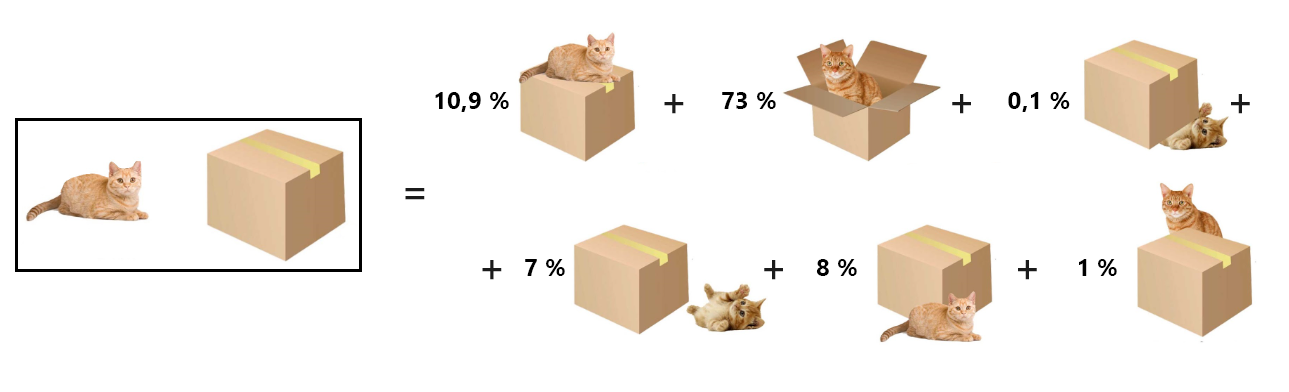 10,9 % + 73 % + 0,1 % +
=
+ 7 % + 8 % + 1 %